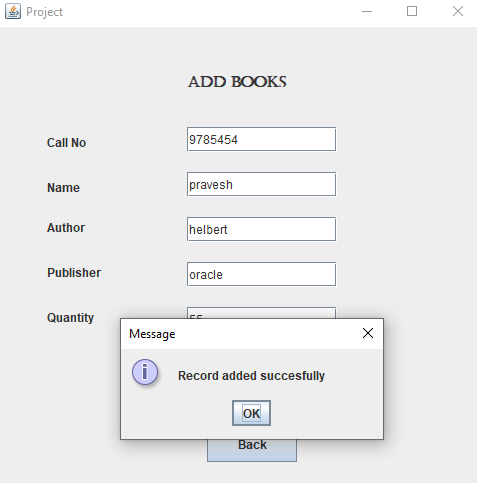 Project
ADD BOOKS
Call No 9785454
Name pravesh
Author helbert
Publisher oracle
Quantity 55
Message
Record added succesfully
OK
Back